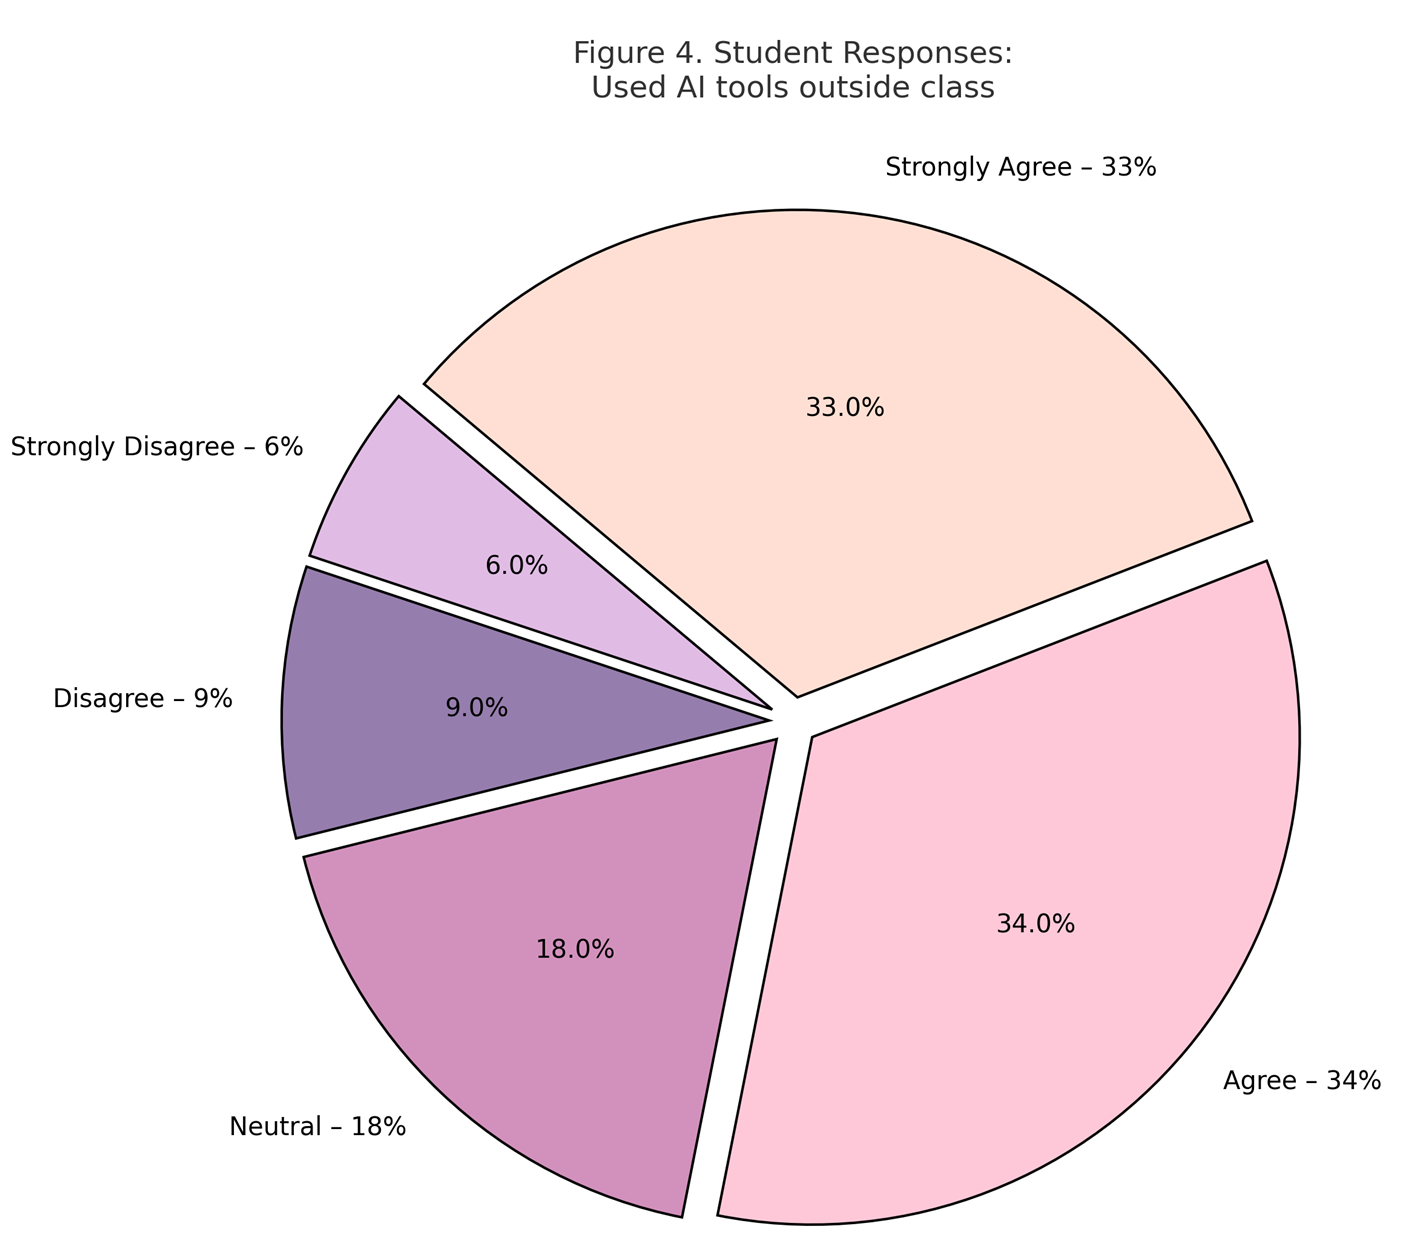 Figure 4. Student Responses:
Used AI tools outside class
Strongly Agree – 33%
33.0%
Strongly Disagree – 6%
6.0%
Disagree – 9%
9.0%
34.0%
18.0%
Agree – 34%
Neutral – 18%